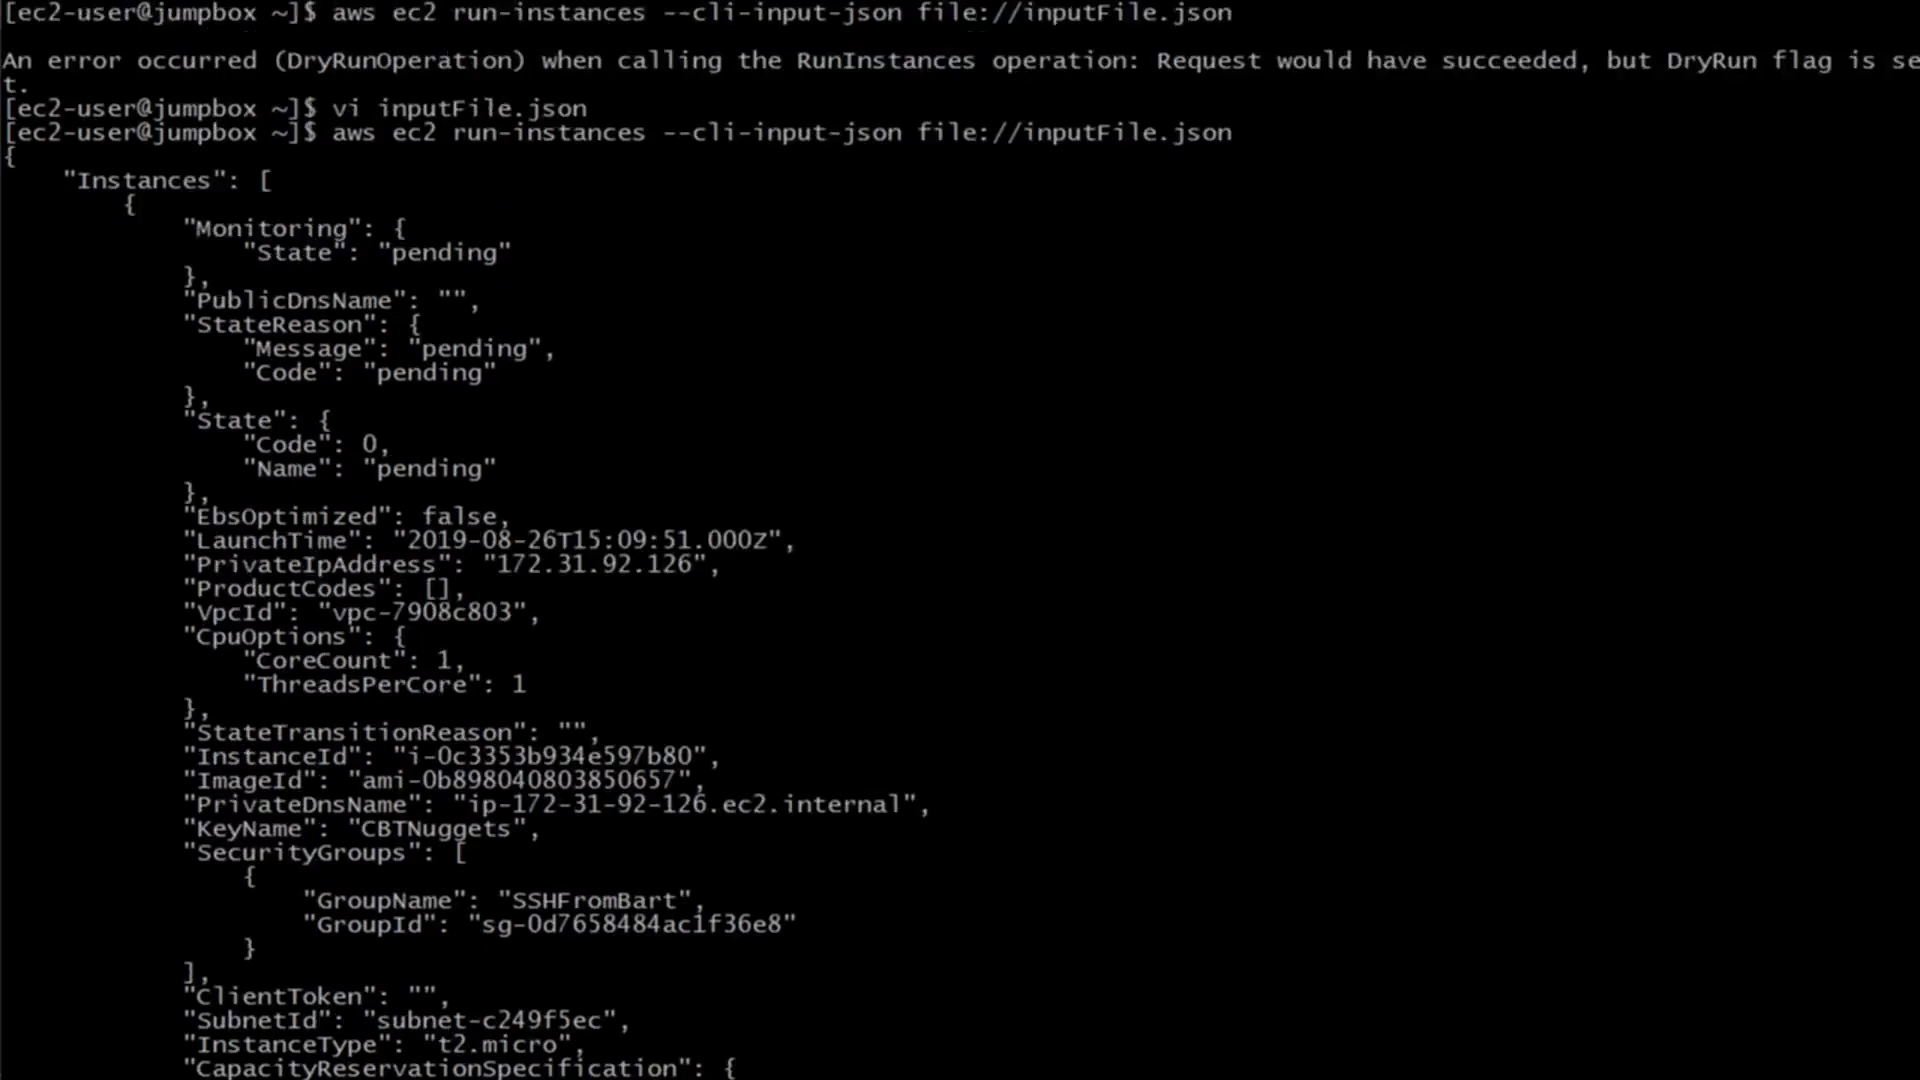 [ec2-user@jumpbox ~]$ aws ec2 run-instances --cli-input-json file://inputFile.json
An error occurred (DryRunOperation) when calling the RunInstances operation: Request would have succeeded, but DryRun flag is se
t.
[ec2-user@jumpbox ~]$ vi inputFile.json
[ec2-user@jumpbox ~]$ aws ec2 run-instances --cli-input-json file://inputFile.json
{
    "Instances": [
        {
            "Monitoring": {
                "State": "pending"
            },
            "PublicDnsName": "",
            "StateReason": {
                "Message": "pending",
                "Code": "pending"
            },
            "State": {
                "Code": 0,
                "Name": "pending"
            },
            "EbsOptimized": false,
            "LaunchTime": "2019-08-26T15:09:51.000Z",
            "PrivateIpAddress": "172.31.92.126",
            "ProductCodes": [],
            "VpcId": "vpc-7908c803",
            "CpuOptions": {
                "CoreCount": 1,
                "ThreadsPerCore": 1
            },
            "StateTransitionReason": "",
            "InstanceId": "i-0c3353b934e597b80",
            "ImageId": "ami-0b898040803850657",
            "PrivateDnsName": "ip-172-31-92-126.ec2.internal",
            "KeyName": "CBTNuggets",
            "SecurityGroups": [
                {
                    "GroupName": "SSHFromBart",
                    "GroupId": "sg-0d7658484ac1f36e8"
                }
            ],
            "ClientToken": "",
            "SubnetId": "subnet-c249f5ec",
            "InstanceType": "t2.micro",
            "CapacityReservationSpecification": {